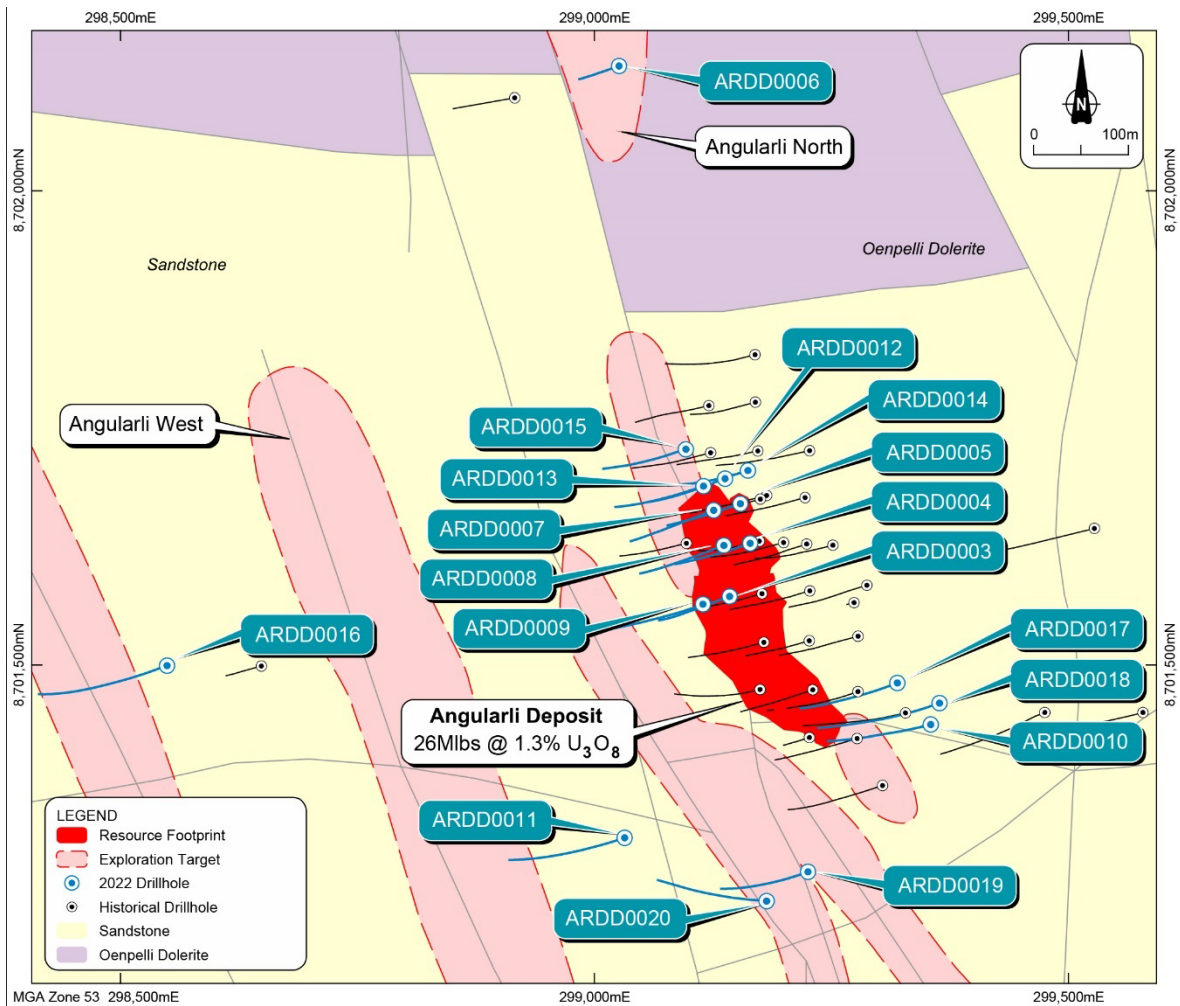 298,500mE
299,000mE
299,500mE
ARDD0006
N
0 100m
Angularli North
8,702,000mN
8,702,000mN
Sandstone
Oenpelli Dolerite
ARDD0012
ARDD0014
Angularli West
ARDD0015
ARDD0005
ARDD0013
ARDD0004
ARDD0007
ARDD0003
ARDD0008
ARDD0009
ARDD0016
ARDD0017
8,701,500mN
8,701,500mN
ARDD0018
Angularli Deposit
26Mlbs @ 1.3% U₃O₈
ARDD0010
ARDD0011
ARDD0019
ARDD0020
LEGEND
Resource Footprint
Exploration Target
2022 Drillhole
Historical Drillhole
Sandstone
Oenpelli Dolerite
MGA Zone 53
298,500mE
299,000mE
299,500mE